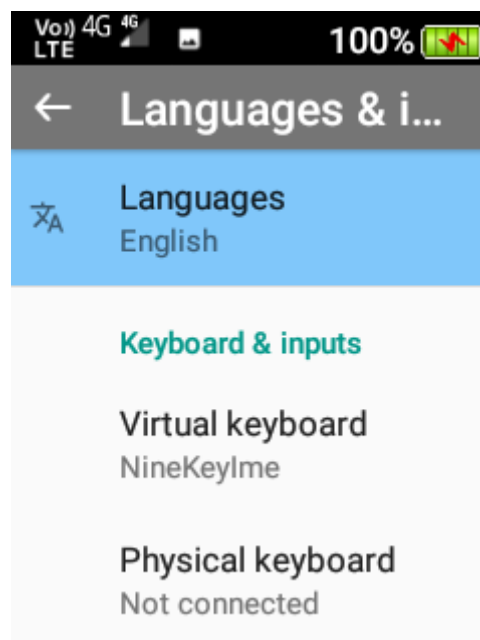 Vo)) 4G 4G 100%
LTE
Languages & i...
Languages
English
Keyboard & inputs
Virtual keyboard
NineKeyIme
Physical keyboard
Not connected